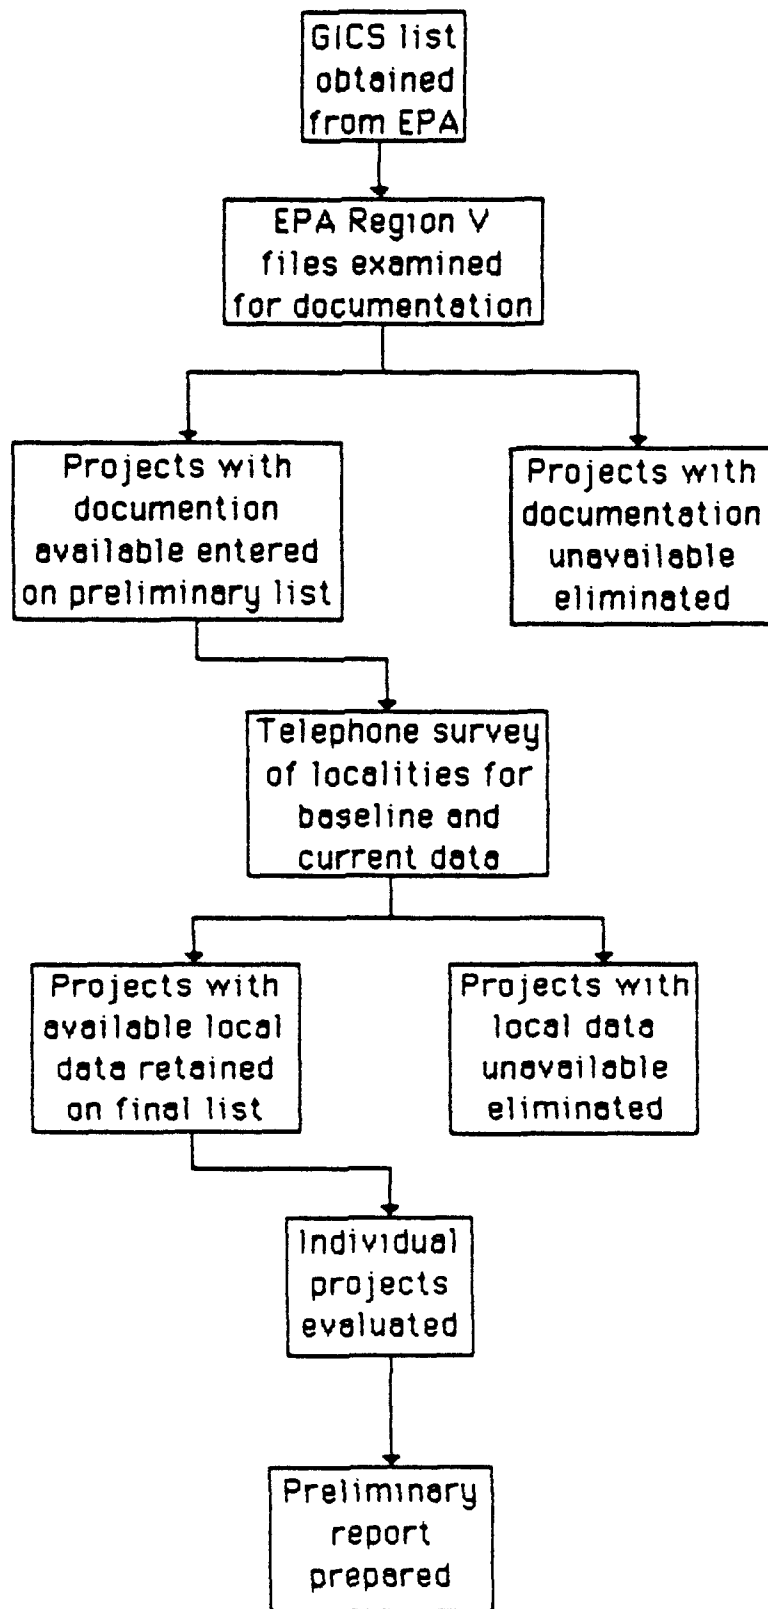 GICS list
obtained
from EPA
EPA Region V
files examined
for documentation
Projects with
documention
available entered
on preliminary list
Projects with
documentation
unavailable
eliminated
Telephone survey
of localities for
baseline and
current data
Projects with
available local
data retained
on final list
Projects with
local data
unavailable
eliminated
Individual
projects
evaluated
Preliminary
report
prepared